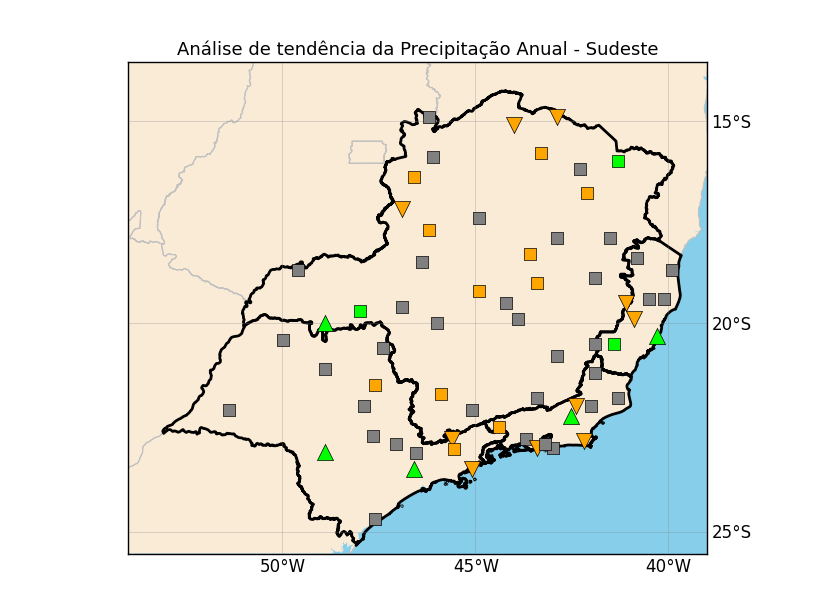 Análise de tendência da Precipitação Anual - Sudeste
15°S
20°S
25°S
50°W
45°W
40°W